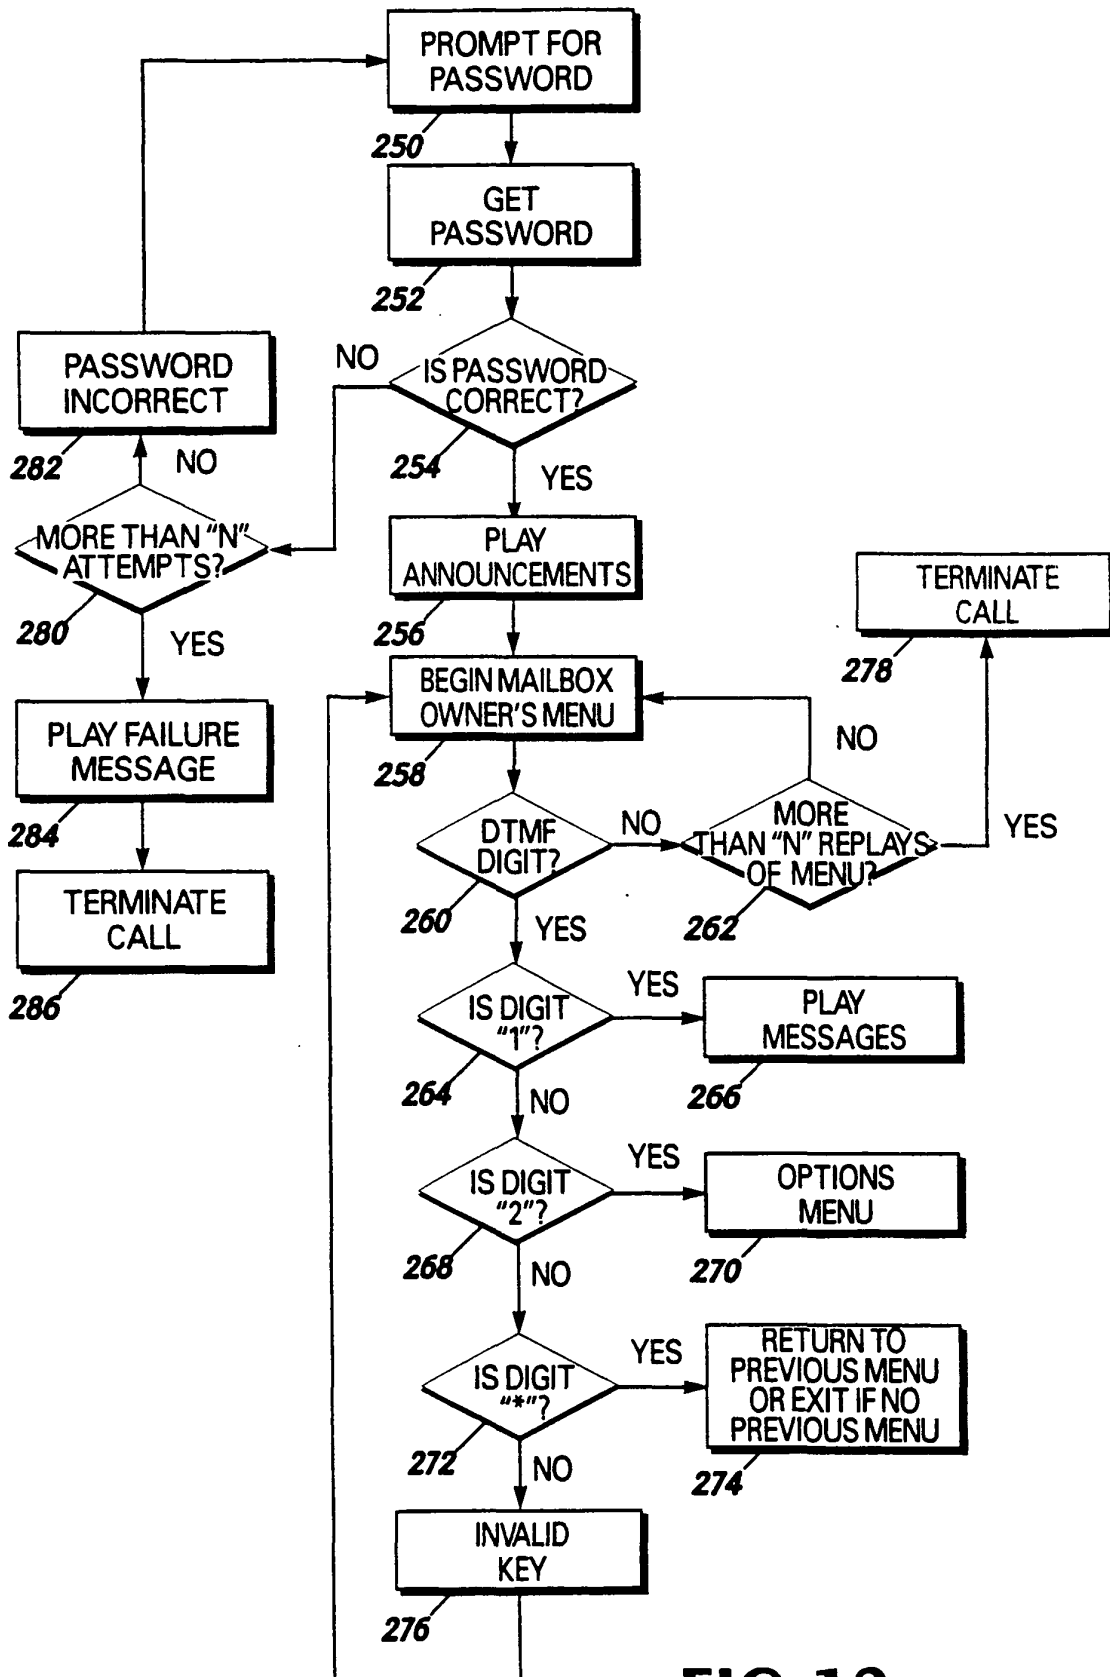 PROMPT FOR
PASSWORD
250
GET
PASSWORD
252
IS PASSWORD
CORRECT?
254
NO
YES
PASSWORD
INCORRECT
282
NO
MORE THAN "N"
ATTEMPTS?
280
YES
PLAY FAILURE
MESSAGE
284
TERMINATE
CALL
286
PLAY
ANNOUNCEMENTS
256
BEGIN MAILBOX
OWNER'S MENU
258
DTMF
DIGIT?
260
NO
YES
MORE
THAN "N" REPLAYS
OF MENU?
262
NO
YES
TERMINATE
CALL
278
IS DIGIT
"1"?
264
YES
NO
PLAY
MESSAGES
266
IS DIGIT
"2"?
268
YES
NO
OPTIONS
MENU
270
IS DIGIT
"*"?
272
YES
NO
RETURN TO
PREVIOUS MENU
OR EXIT IF NO
PREVIOUS MENU
274
INVALID
KEY
276